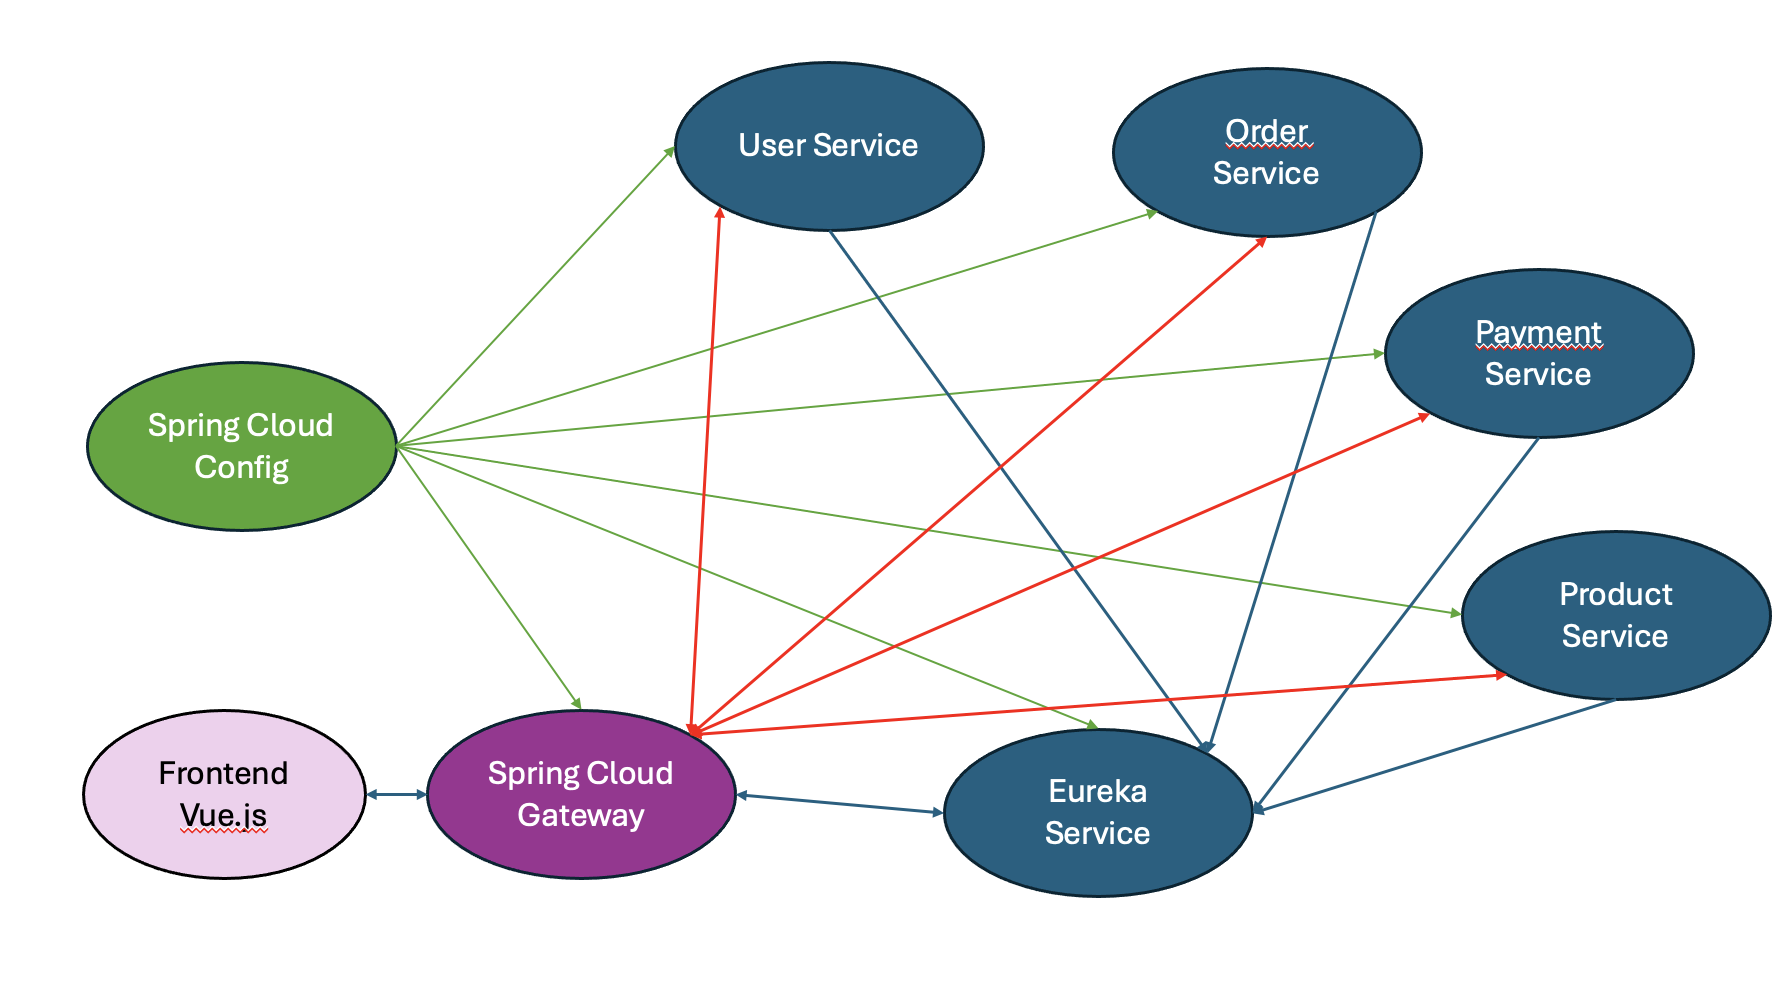 User Service
Order
Service
Payment
Service
Spring Cloud
Config
Product
Service
Frontend
Vue.js
Spring Cloud
Gateway
Eureka
Service